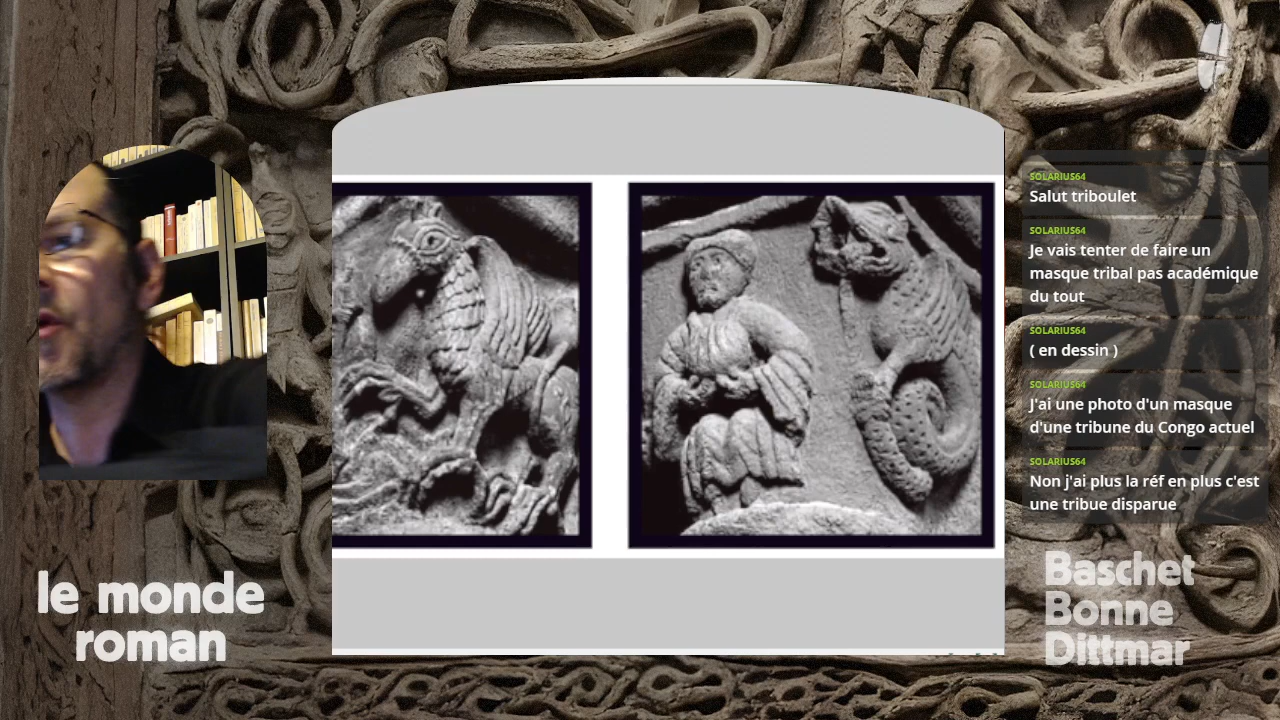 SOLARIUS64
Salut triboulet
SOLARIUS64
Je vais tenter de faire un
masque tribal pas académique
du tout
SOLARIUS64
( en dessin )
SOLARIUS64
J'ai une photo d'un masque
d'une tribune du Congo actuel
SOLARIUS64
Non j'ai plus la réf en plus c'est
une tribue disparue
le monde
roman
Baschet
Bonne
Dittmar